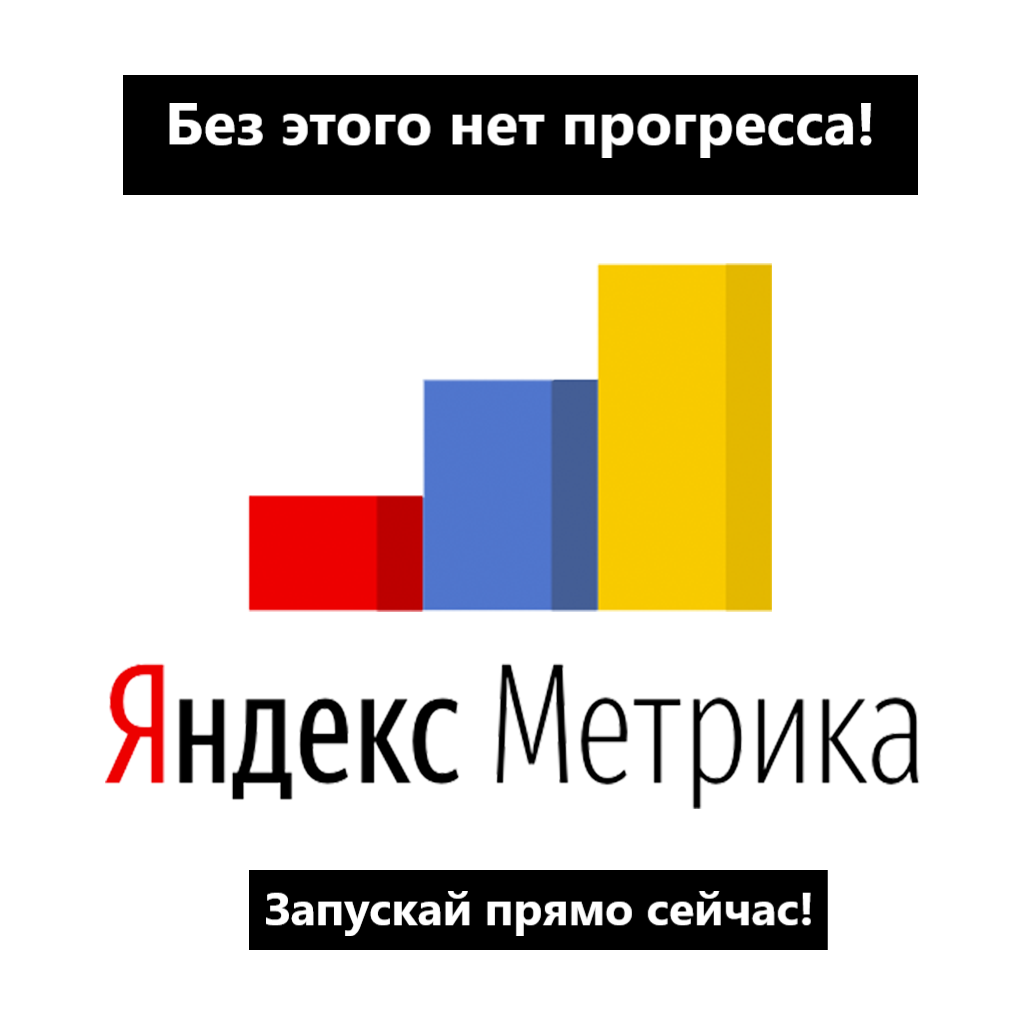 Без этого нет прогресса!
Яндекс Метрика
Запускай прямо сейчас!